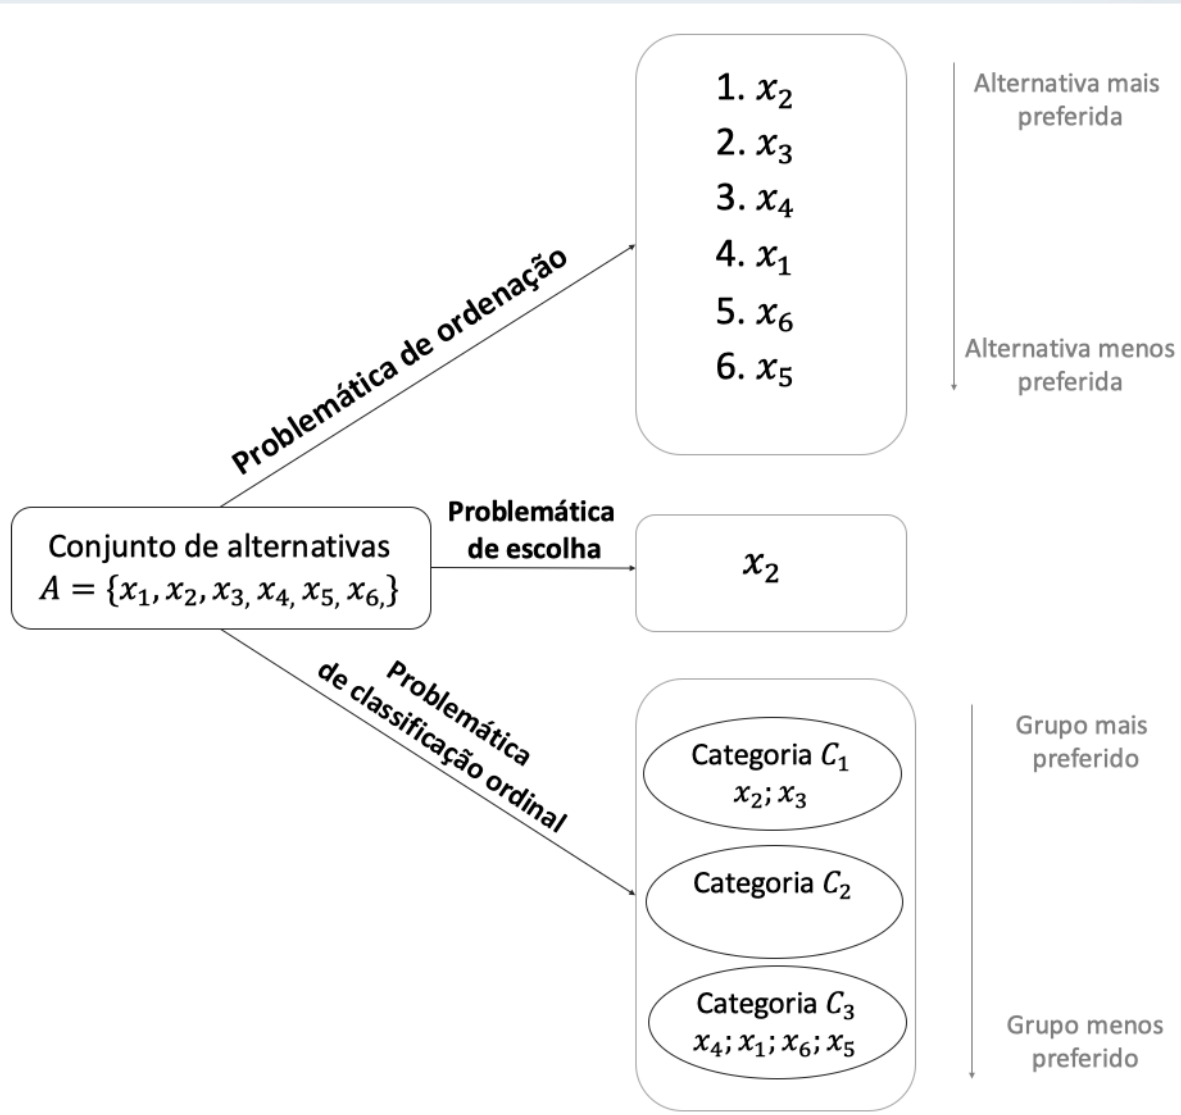 1. x₂
2. x₃
3. x₄
4. x₁
5. x₆
6. x₅
Alternativa mais
preferida
Alternativa menos
preferida
Problemática de ordenação
Conjunto de alternativas
A = {x₁, x₂, x₃, x₄, x₅, x₆,}
Problemática
de escolha
x₂
Problemática
de classificação ordinal
Categoria C₁
x₂; x₃
Categoria C₂
Categoria C₃
x₄; x₁; x₆; x₅
Grupo mais
preferido
Grupo menos
preferido